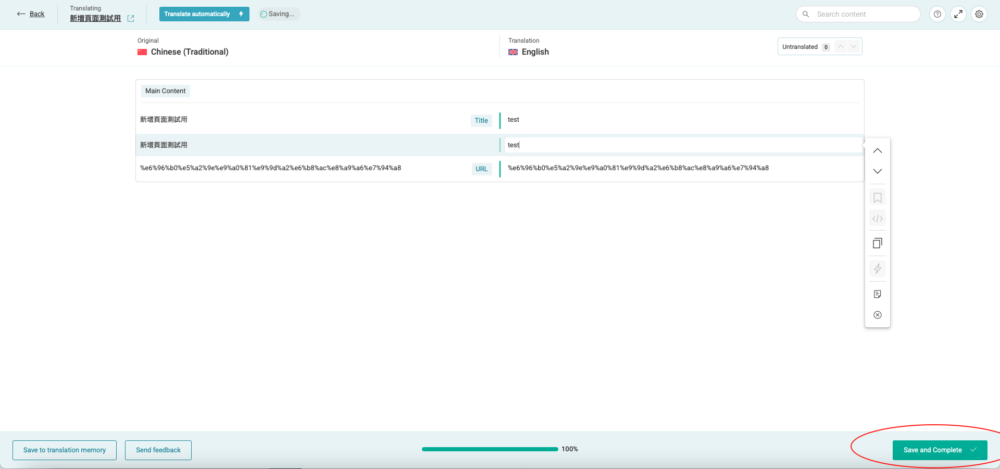 Back
Translating
新增頁面測試用
Translate automatically
Saving...
Search content
Original
Chinese (Traditional)
Translation
English
Untranslated 0
Main Content
新增頁面測試用 Title test
新增頁面測試用 test
%e6%96%b0%e5%a2%9e%e9%a0%81%e9%9d%a2%e6%b8%ac%e8%a9%a6%e7%94%a8 URL %e6%96%b0%e5%a2%9e%e9%a0%81%e9%9d%a2%e6%b8%ac%e8%a9%a6%e7%94%a8
Save to translation memory
Send feedback
100%
Save and Complete